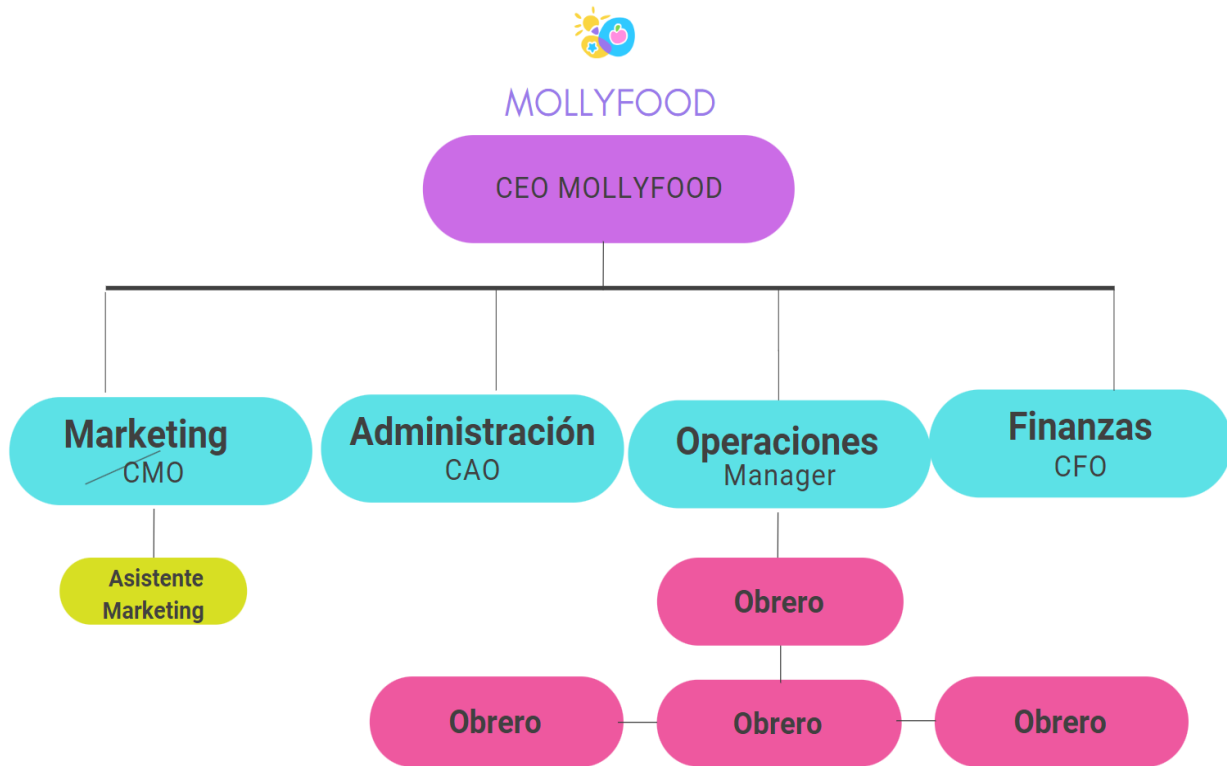 MOLLYFOOD
CEO MOLLYFOOD
Marketing
CMO
Administración
CAO
Operaciones
Manager
Finanzas
CFO
Asistente
Marketing
Obrero
Obrero
Obrero
Obrero